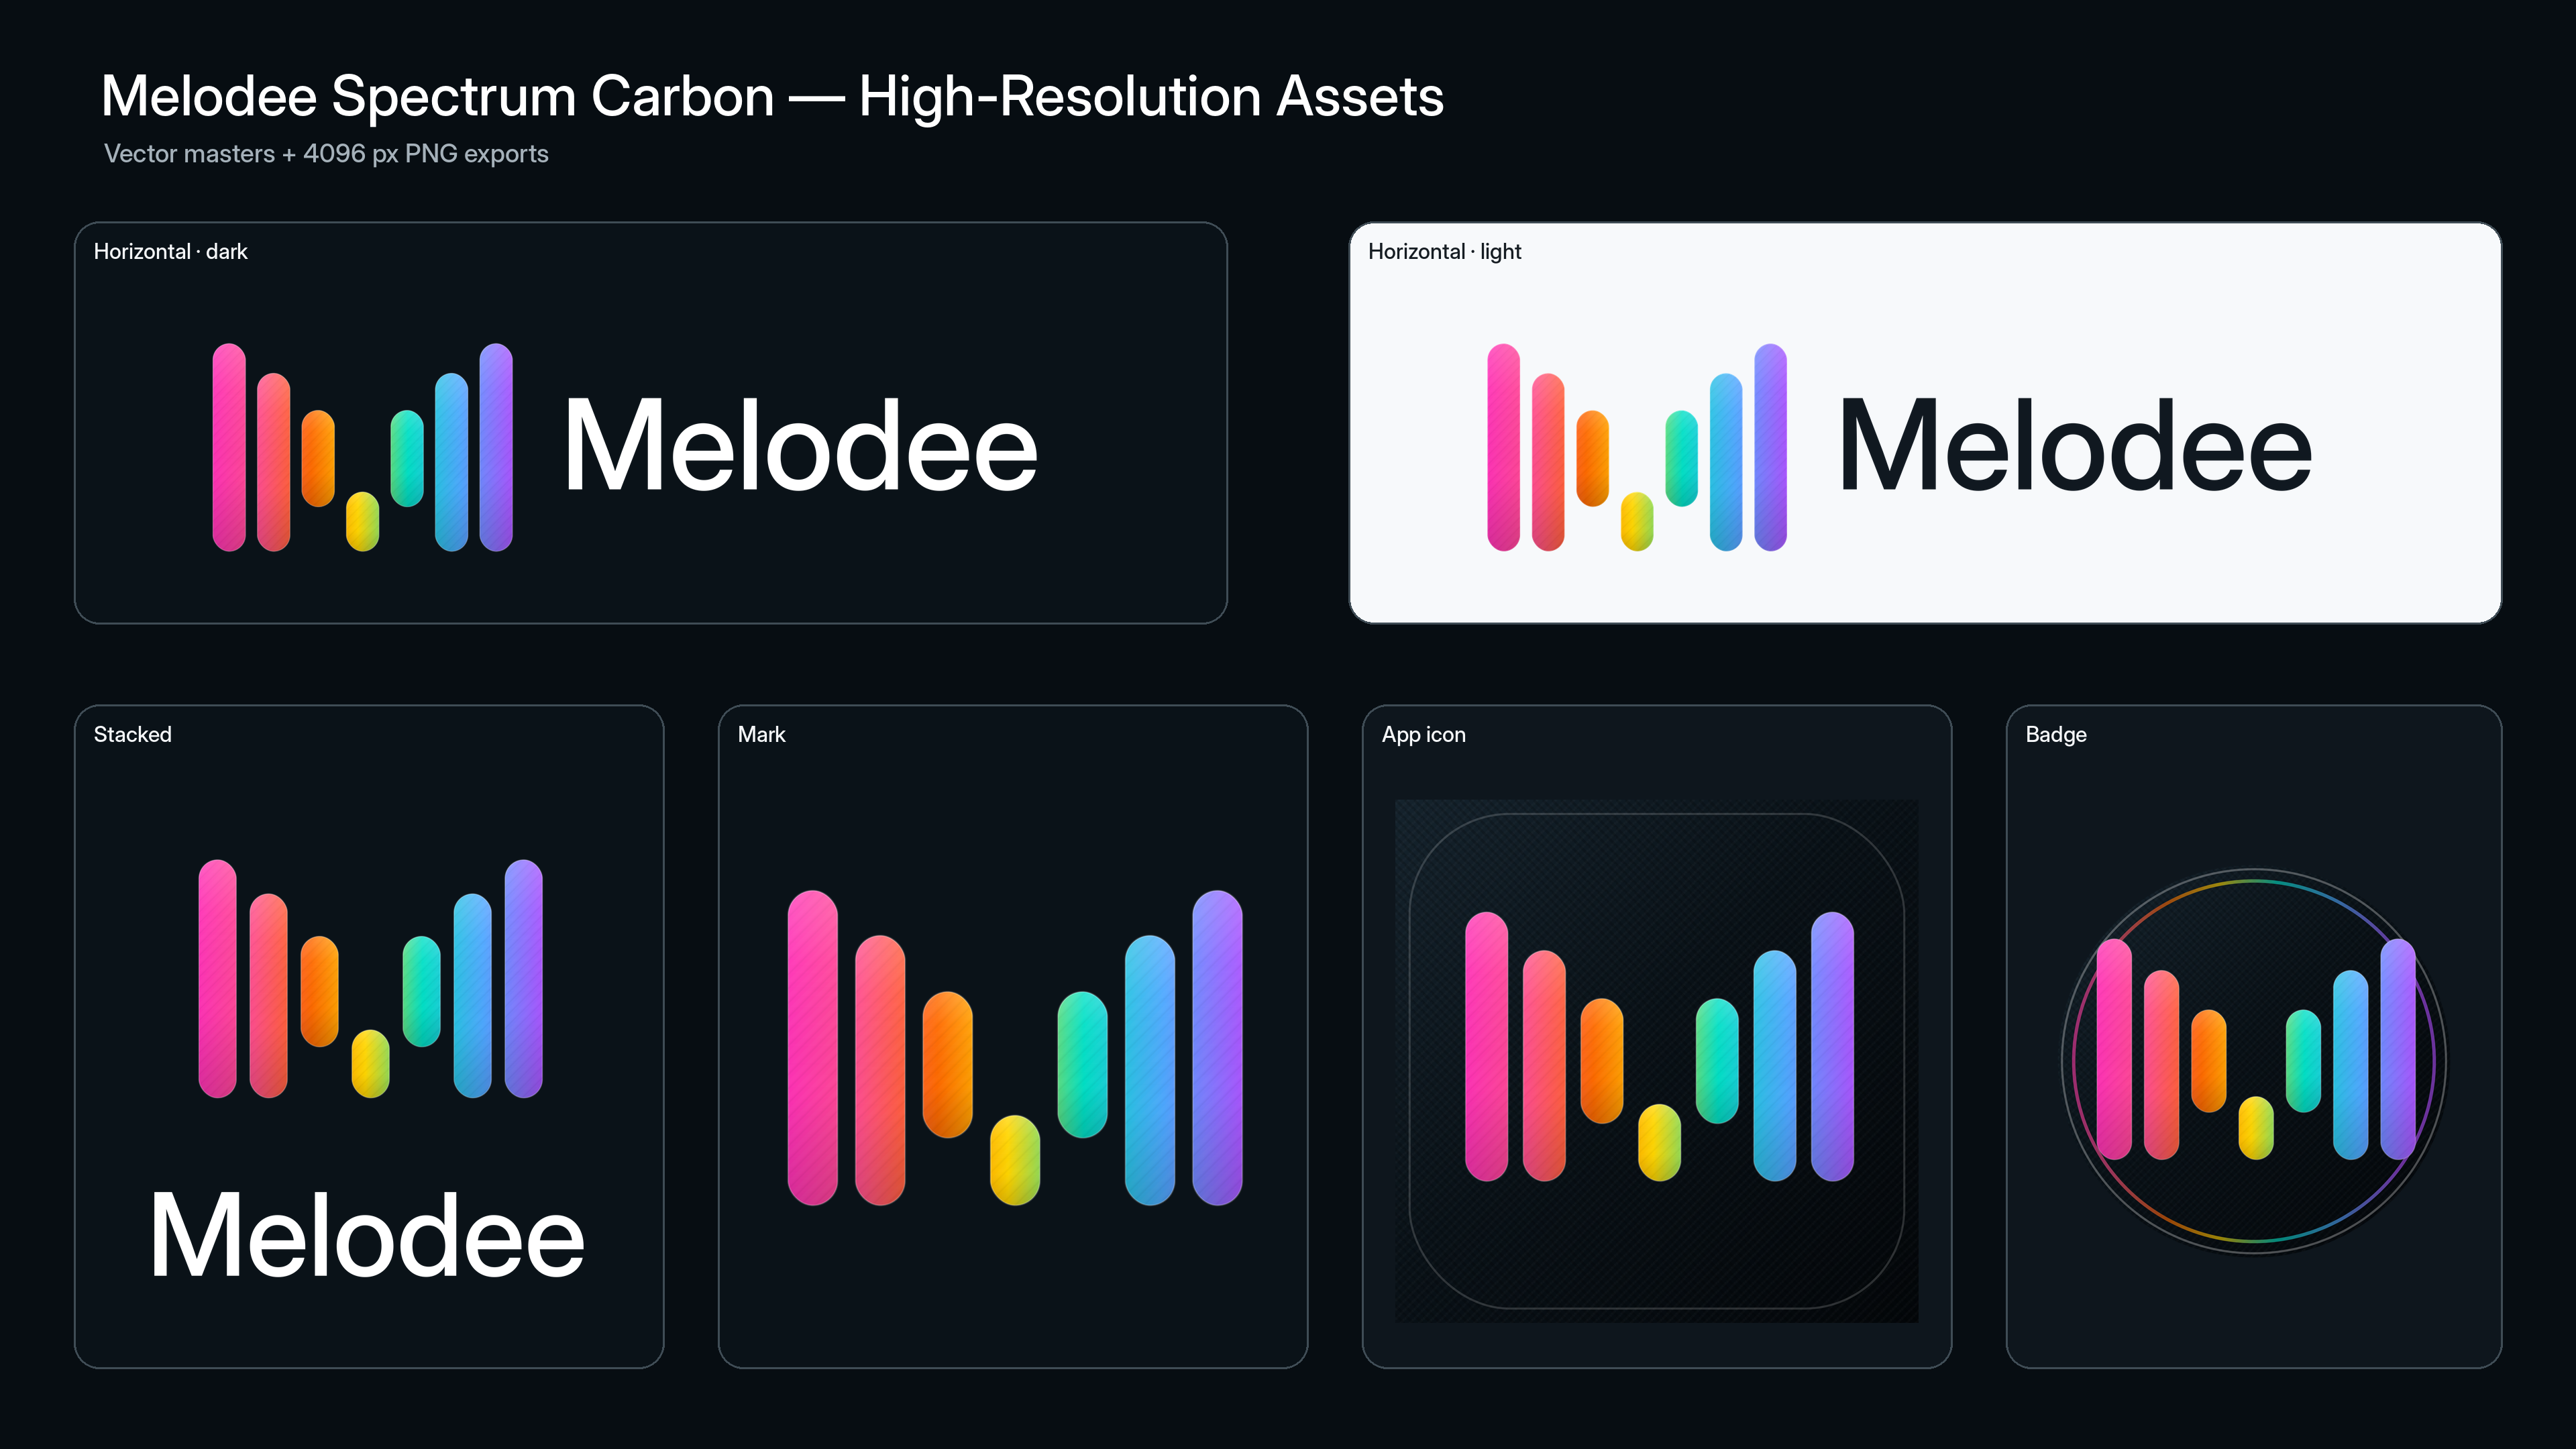 Melodee Spectrum Carbon — High-Resolution Assets
Vector masters + 4096 px PNG exports
Horizontal · dark
Melodee
Horizontal · light
Melodee
Stacked
Melodee
Mark
App icon
Badge